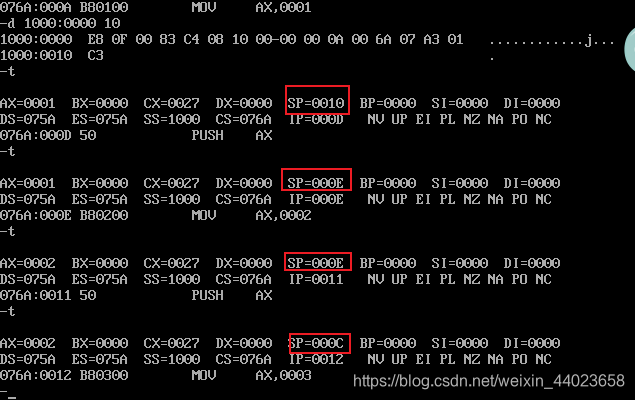 076A:000A B80100        MOV     AX,0001
-d 1000:0000 10
1000:0000  E8 0F 00 83 C4 08 10 00-00 00 0A 00 6A 07 A3 01   ............j...
1000:0010  C3                                                .
-t
AX=0001  BX=0000  CX=0027  DX=0000  SP=0010  BP=0000  SI=0000  DI=0000
DS=075A  ES=075A  SS=1000  CS=076A  IP=000D   NV UP EI PL NZ NA PO NC
076A:000D 50            PUSH    AX
-t
AX=0001  BX=0000  CX=0027  DX=0000  SP=000E  BP=0000  SI=0000  DI=0000
DS=075A  ES=075A  SS=1000  CS=076A  IP=000E   NV UP EI PL NZ NA PO NC
076A:000E B80200        MOV     AX,0002
-t
AX=0002  BX=0000  CX=0027  DX=0000  SP=000E  BP=0000  SI=0000  DI=0000
DS=075A  ES=075A  SS=1000  CS=076A  IP=0011   NV UP EI PL NZ NA PO NC
076A:0011 50            PUSH    AX
-t
AX=0002  BX=0000  CX=0027  DX=0000  SP=000C  BP=0000  SI=0000  DI=0000
DS=075A  ES=075A  SS=1000  CS=076A  IP=0012   NV UP EI PL NZ NA PO NC
076A:0012 B80300        MOV     AX,0003
-_
https://blog.csdn.net/weixin_44023658